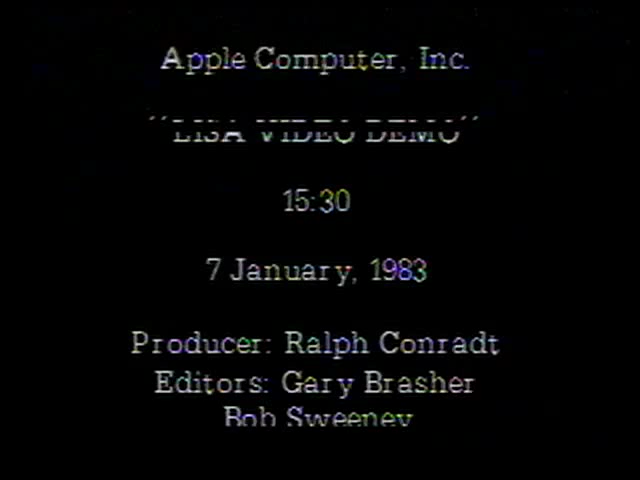 Apple Computer, Inc.
"LISA VIDEO DEMO"
15:30
7 January, 1983
Producer: Ralph Conradt
Editors: Gary Brasher
Bob Sweeney